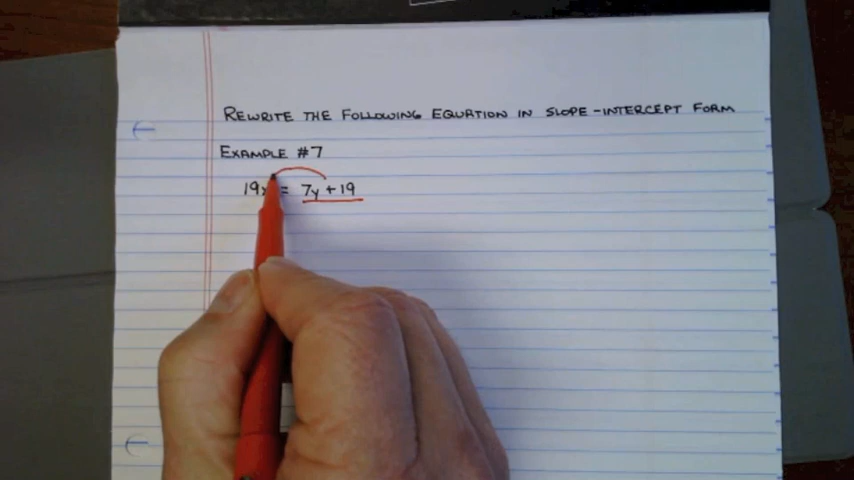 REWRITE THE FOLLOWING EQUATION IN SLOPE-INTERCEPT FORM
EXAMPLE #7
= 7y + 19